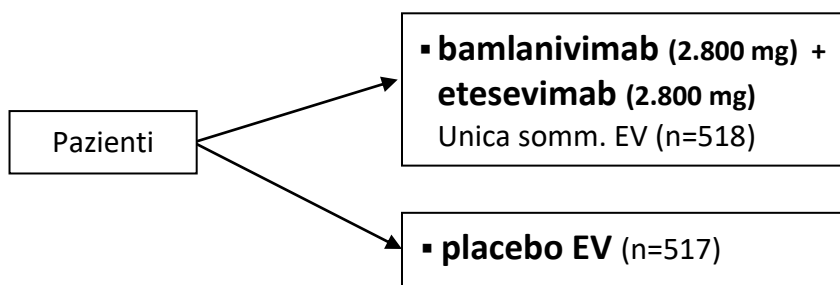 Pazienti
▪ bamlanivimab (2.800 mg) +
etesevimab (2.800 mg)
Unica somm. EV (n=518)
▪ placebo EV (n=517)